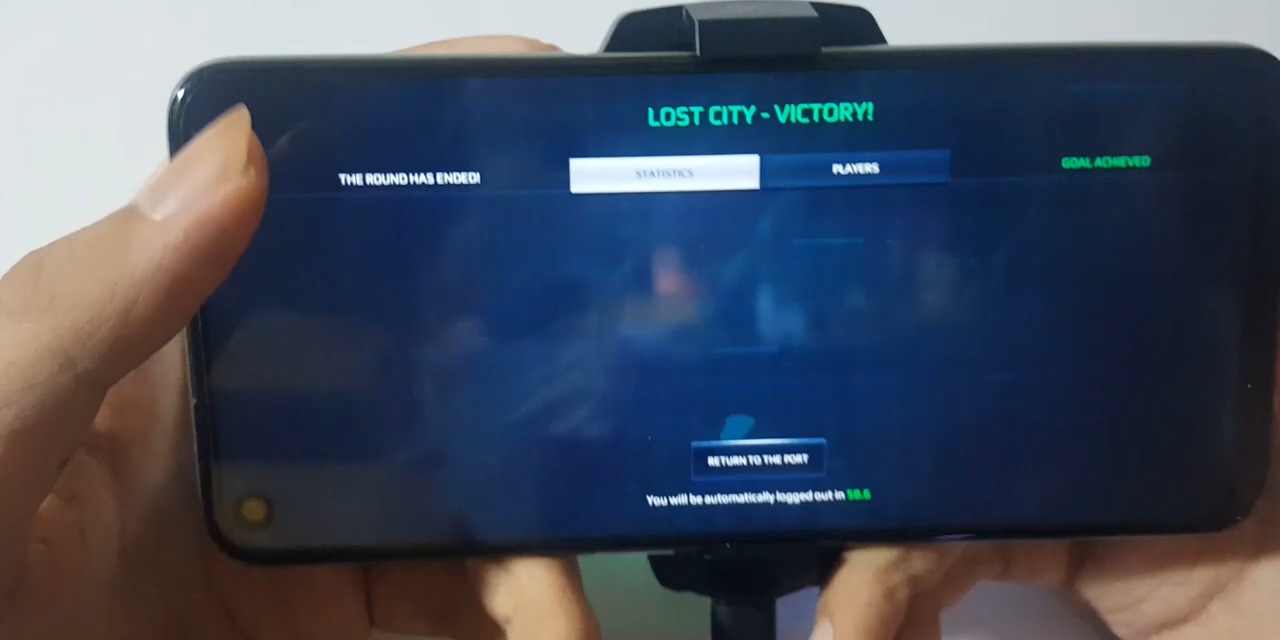 LOST CITY - VICTORY!
THE ROUND HAS ENDED!
STATISTICS
PLAYERS
GOAL ACHIEVED
RETURN TO THE PORT
You will be automatically logged out in 58.6